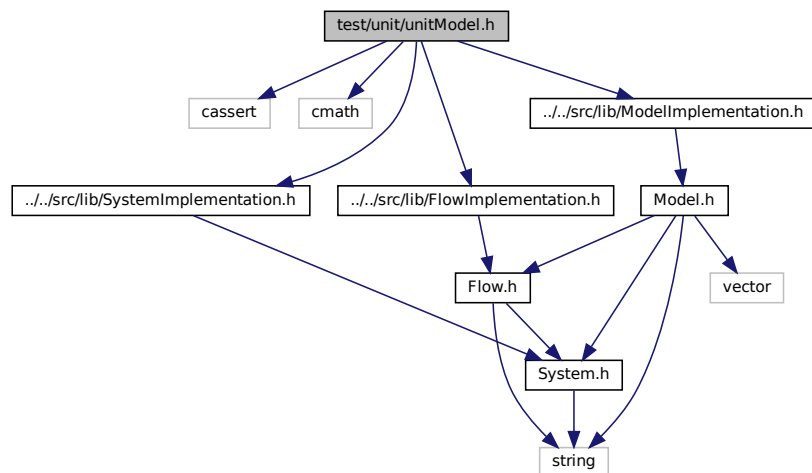 test/unit/unitModel.h
cassert
cmath
../../src/lib/ModelImplementation.h
../../src/lib/SystemImplementation.h
../../src/lib/FlowImplementation.h
Model.h
Flow.h
vector
System.h
string